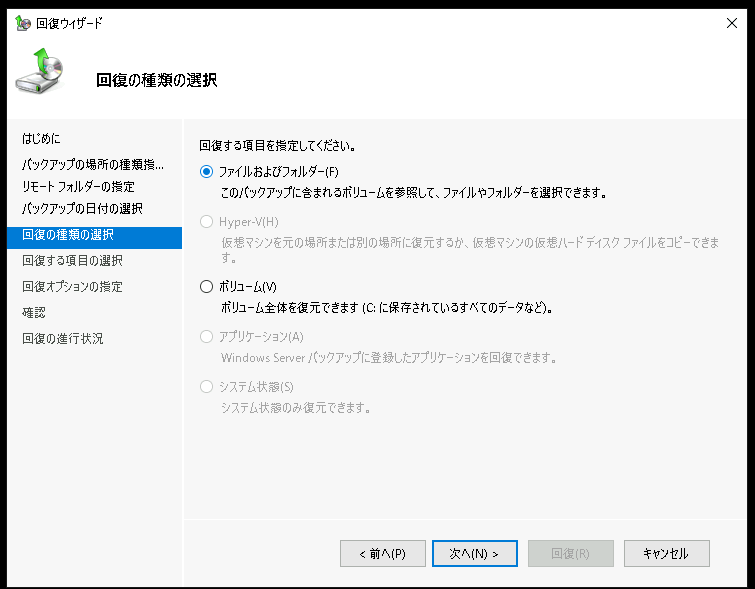 回復ウィザード
回復の種類の選択
はじめに
バックアップの場所の種類指...
リモート フォルダーの指定
バックアップの日付の選択
回復の種類の選択
回復する項目の選択
回復オプションの指定
確認
回復の進行状況
回復する項目を指定してください。
ファイルおよびフォルダー(F)
このバックアップに含まれるボリュームを参照して、ファイルやフォルダーを選択できます。
Hyper-V(H)
仮想マシンを元の場所または別の場所に復元するか、仮想マシンの仮想ハード ディスク ファイルをコピーできま
す。
ボリューム(V)
ボリューム全体を復元できます (C: に保存されているすべてのデータなど)。
アプリケーション(A)
Windows Server バックアップに登録したアプリケーションを回復できます。
システム状態(S)
システム状態のみ復元できます。
< 前へ(P)
次へ(N) >
回復(R)
キャンセル